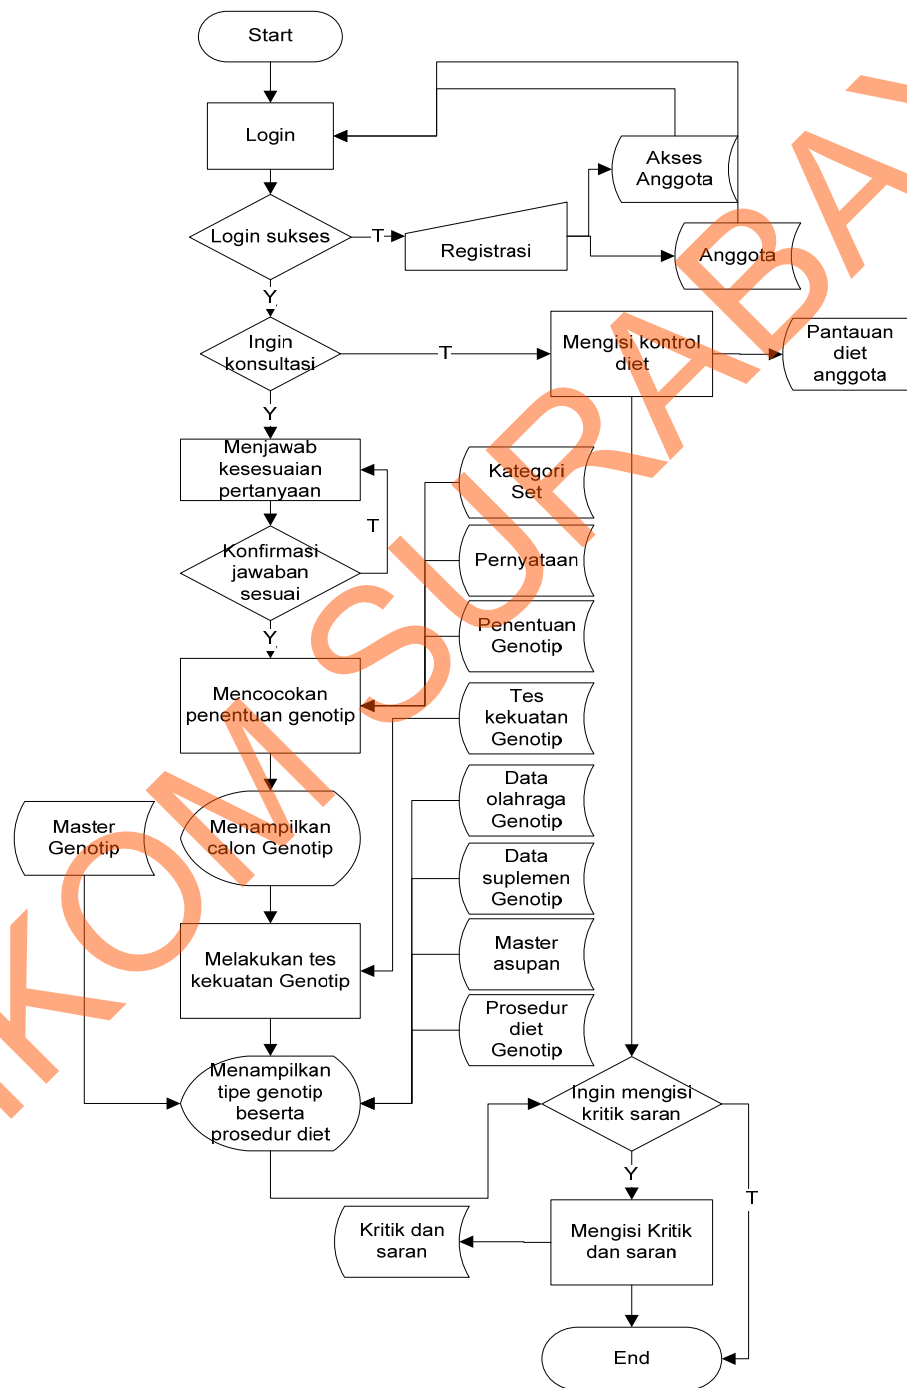 Start
Login
Akses
Anggota
Login sukses
T
Registrasi
Anggota
Y
Ingin
konsultasi
T
Mengisi kontrol
diet
Pantauan
diet
anggota
Y
Menjawab
kesesuaian
pertanyaan
Kategori
Set
T
Konfirmasi
jawaban
sesuai
Pernyataan
Y
Penentuan
Genotip
Mencocokan
penentuan genotip
Tes
kekuatan
Genotip
Data
olahraga
Genotip
Master
Genotip
Menampilkan
calon Genotip
Data
suplemen
Genotip
Melakukan tes
kekuatan Genotip
Master
asupan
Prosedur
diet
Genotip
Menampilkan
tipe genotip
beserta
prosedur diet
Ingin mengisi
kritik saran
Y
T
Kritik dan
saran
Mengisi Kritik
dan saran
End
IKOM SURABAY